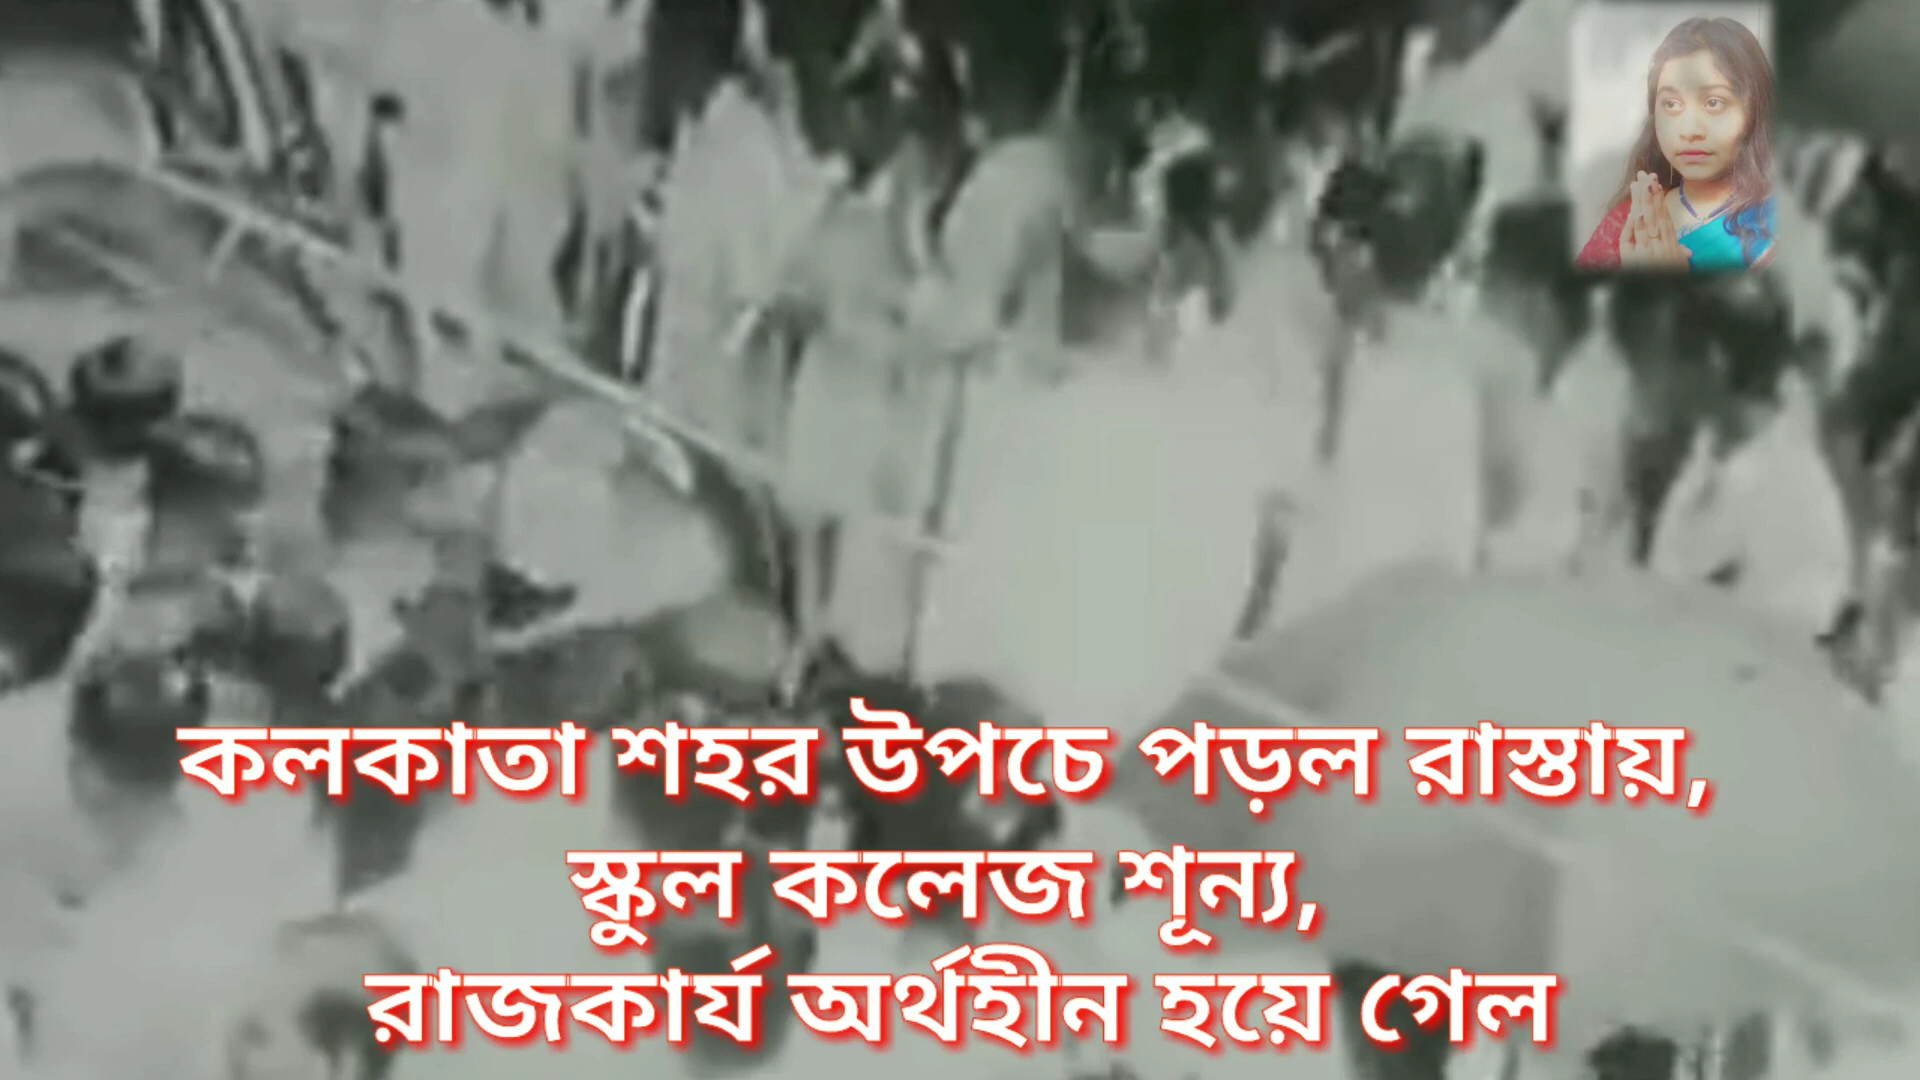 কলকাতা শহর উপচে পড়ল রাস্তায়,
স্কুল কলেজ শূন্য,
রাজকার্য অর্থহীন হয়ে গেল